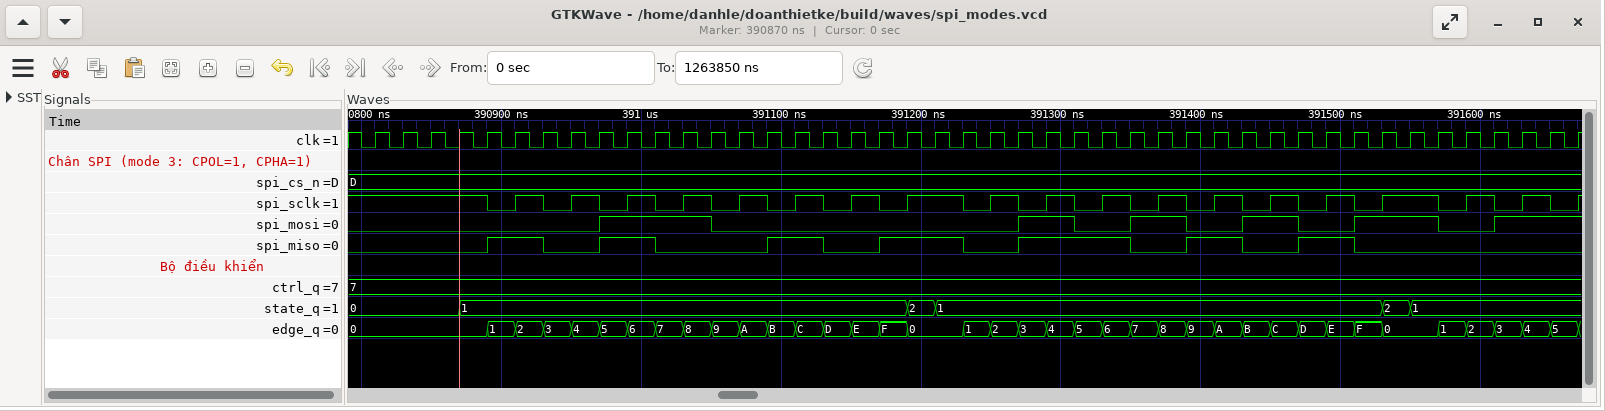 GTKWave - /home/danhle/doanthietke/build/waves/spi_modes.vcd
Marker: 390870 ns | Cursor: 0 sec
From: 0 sec To: 1263850 ns
SST
Signals
Waves
Time
0800 ns 390900 ns 391 us 391100 ns 391200 ns 391300 ns 391400 ns 391500 ns 391600 ns
clk=1
Chân SPI (mode 3: CPOL=1, CPHA=1)
spi_cs_n=D D
spi_sclk=1
spi_mosi=0
spi_miso=0
Bộ điều khiển
ctrl_q=7 7
state_q=1 0 1 2 1 2 1
edge_q=0 0 1 2 3 4 5 6 7 8 9 A B C D E F 0 1 2 3 4 5 6 7 8 9 A B C D E F 0 1 2 3 4 5